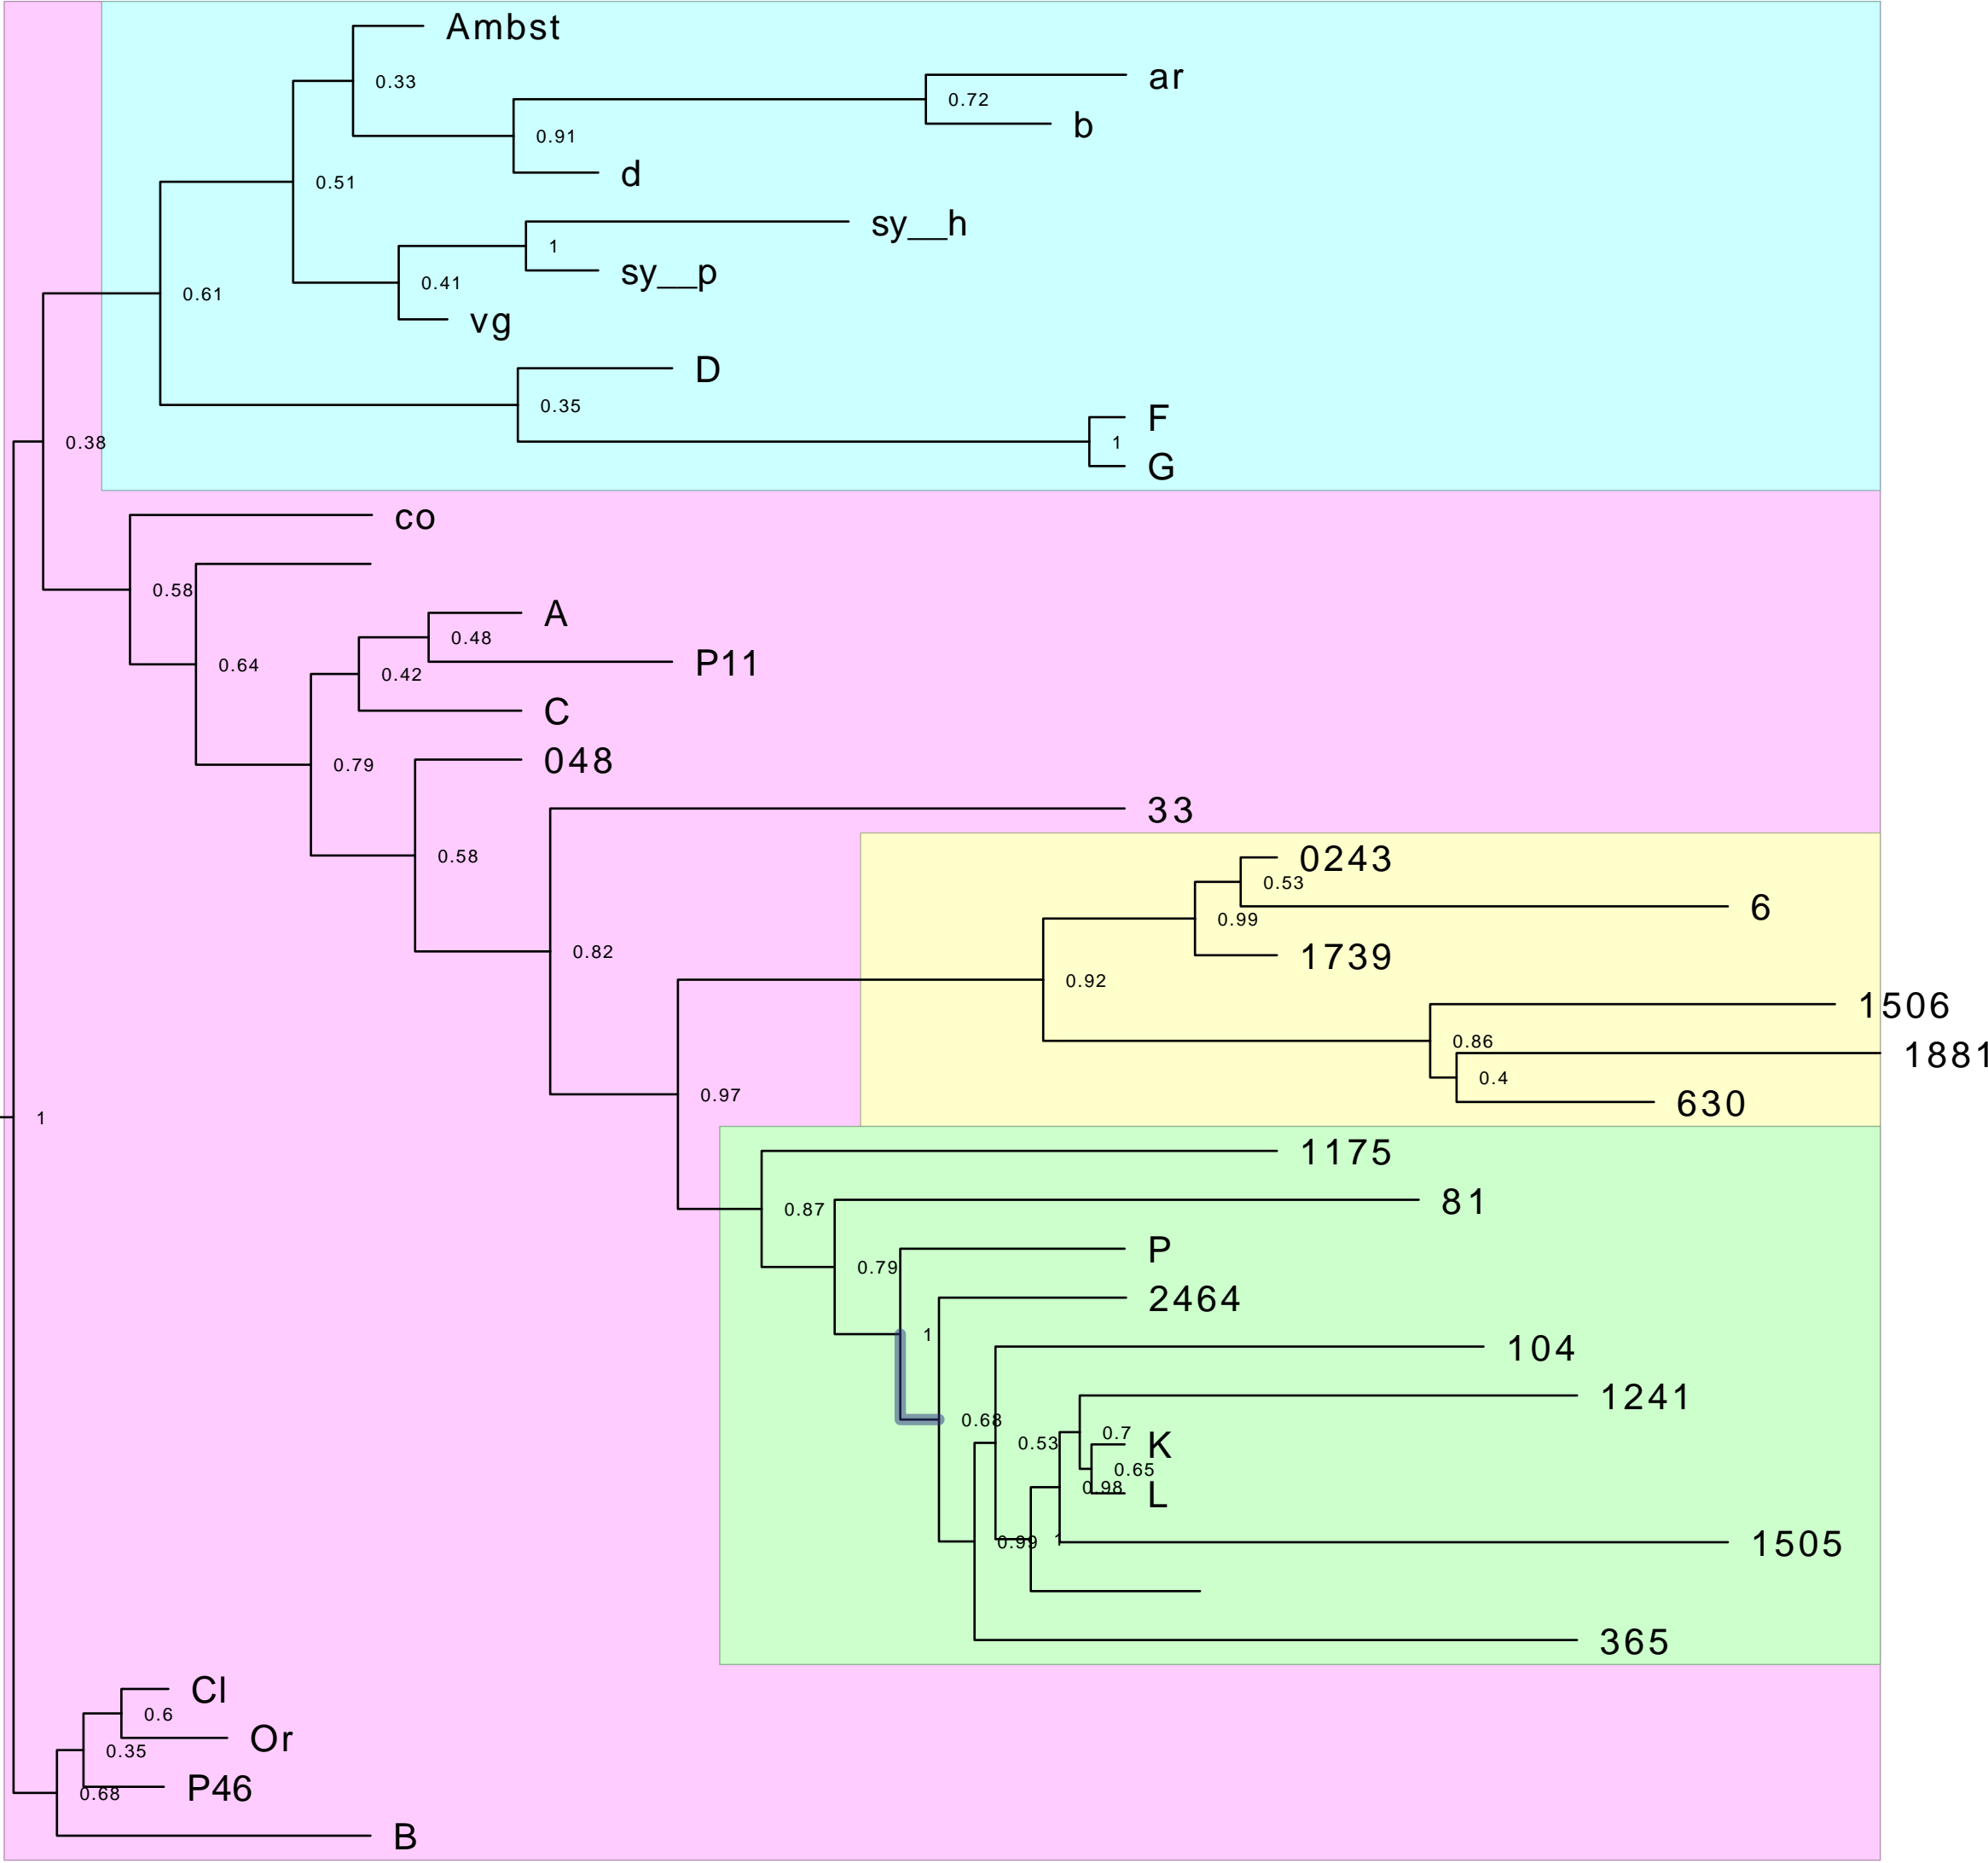 Ambst
0.33
ar
0.72
b
0.91
d
0.51
sy__h
1
sy__p
0.41
vg
0.61
D
0.35
F
1
G
0.38
co
0.58
A
0.48
P11
0.64
0.42
C
048
0.79
33
0.58
0243
0.53
6
0.99
0.82
1739
0.92
1506
0.86
1881
0.4
0.97
630
1
1175
81
0.87
P
0.79
2464
1
104
1241
0.68
0.7
0.53
K
0.65
0.98
L
0.99
1
1505
365
Cl
0.6
Or
0.35
P46
0.68
B